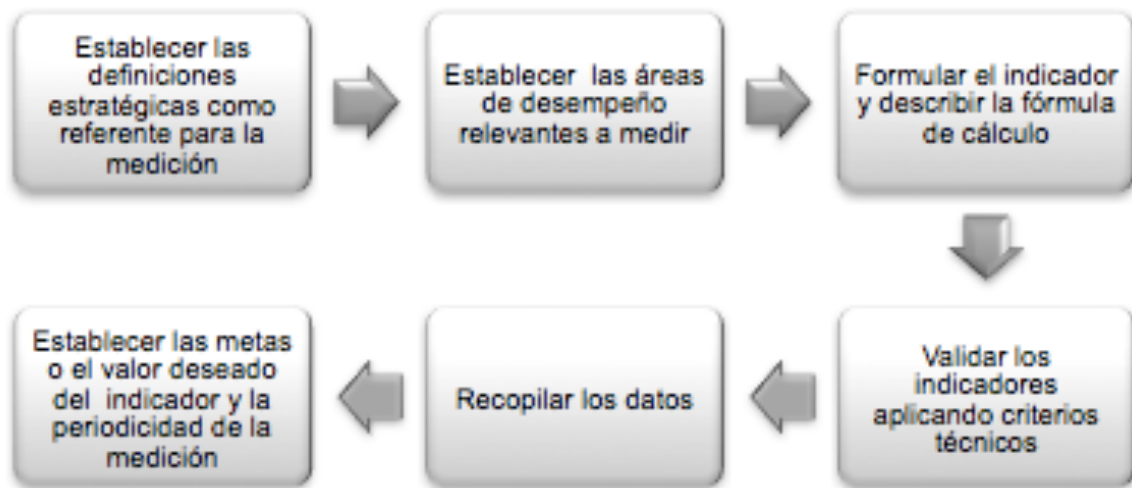 Establecer las
definiciones
estratégicas como
referente para la
medición
Establecer las áreas
de desempeño
relevantes a medir
Formular el indicador
y describir la fórmula
de cálculo
Validar los
indicadores
aplicando criterios
técnicos
Recopilar los datos
Establecer las metas
o el valor deseado
del indicador y la
periodicidad de la
medición